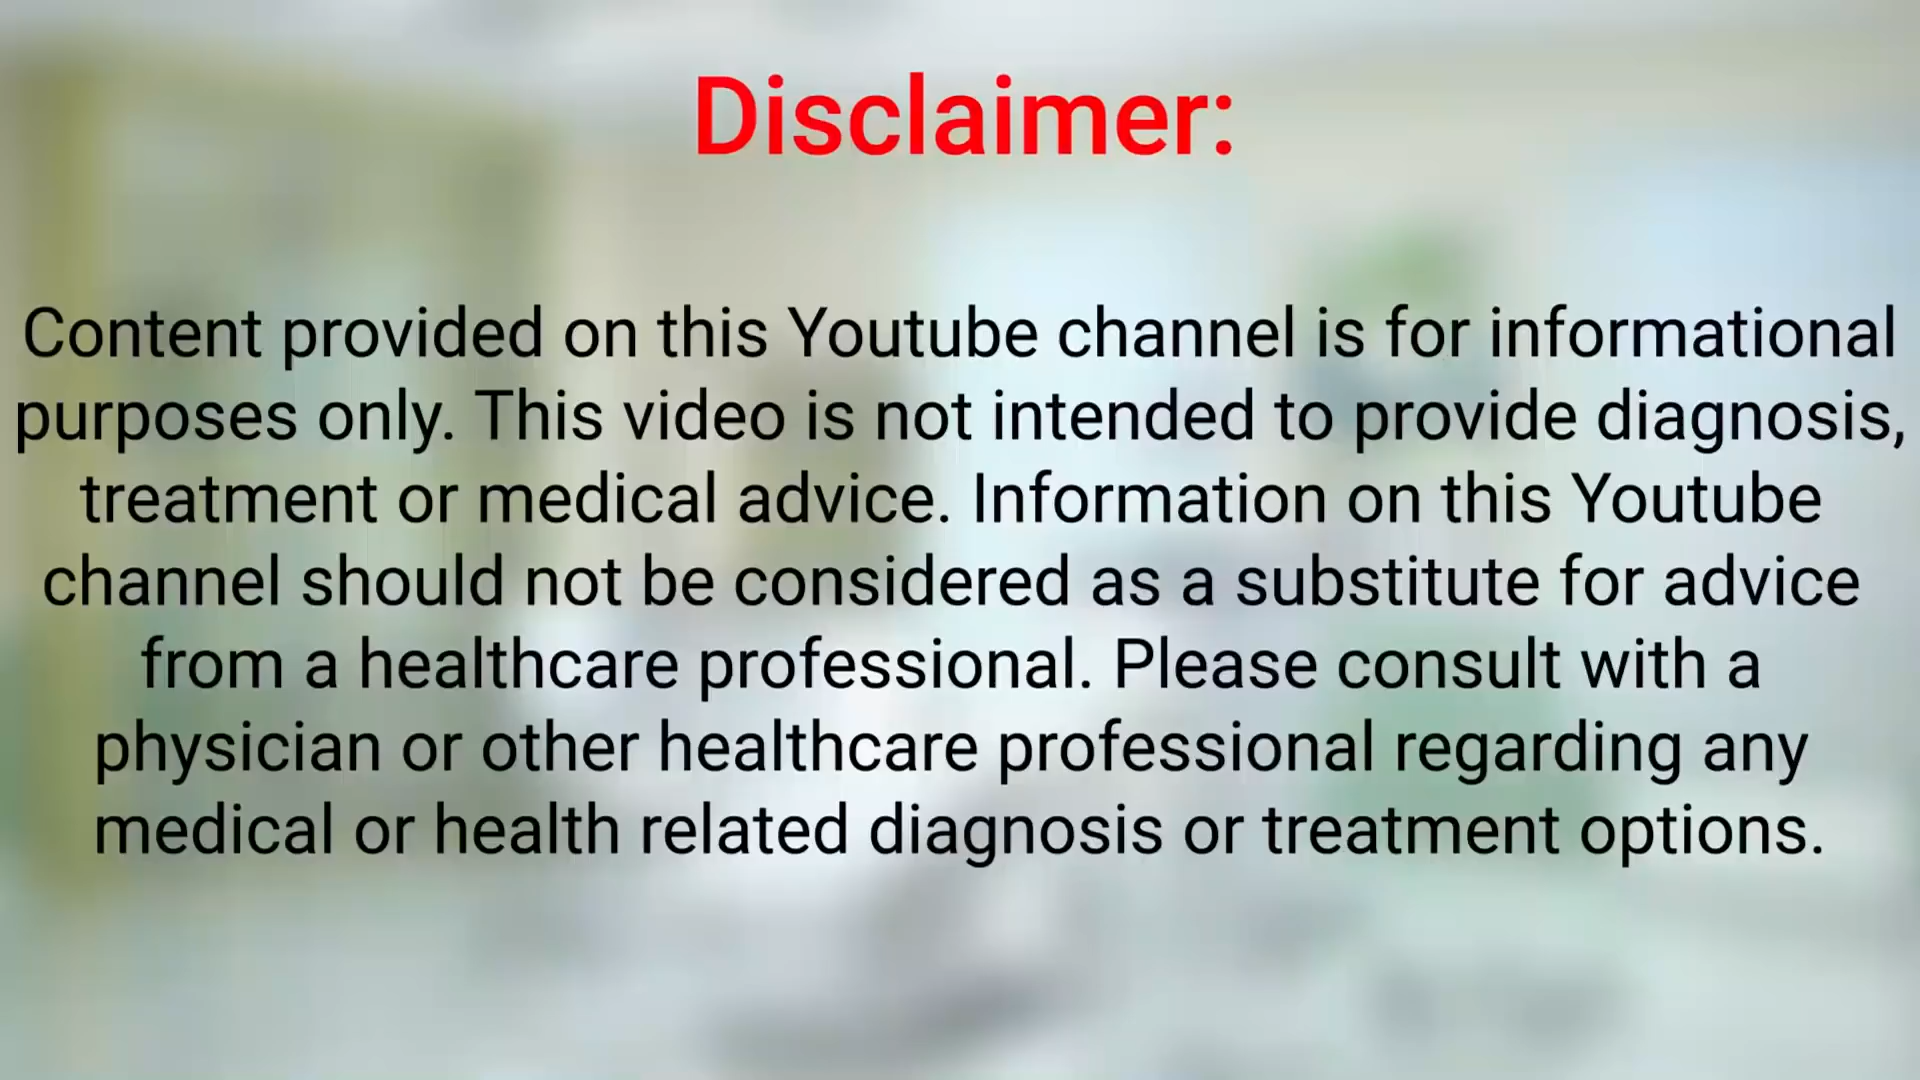 Disclaimer:
Content provided on this Youtube channel is for informational
purposes only. This video is not intended to provide diagnosis,
treatment or medical advice. Information on this Youtube
channel should not be considered as a substitute for advice
from a healthcare professional. Please consult with a
physician or other healthcare professional regarding any
medical or health related diagnosis or treatment options.